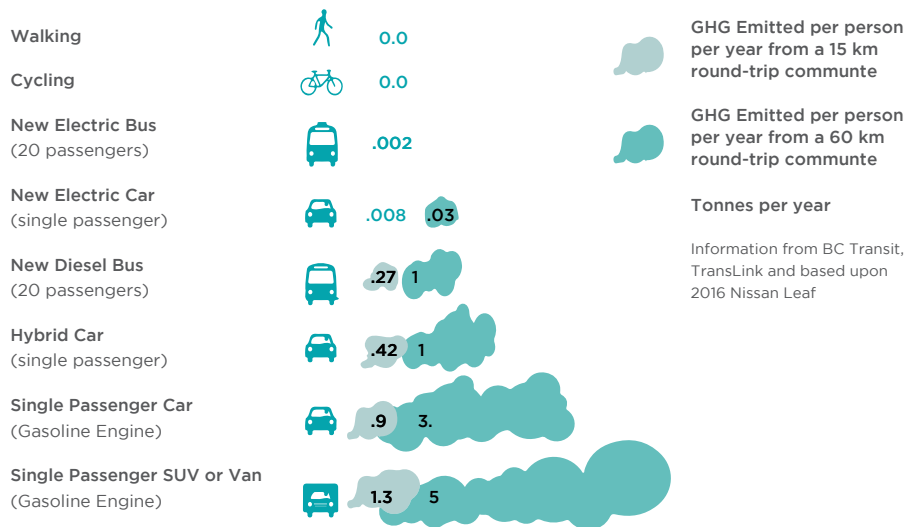 Walking 0.0
Cycling 0.0
New Electric Bus
(20 passengers)
.002
New Electric Car
(single passenger)
.008 .03
New Diesel Bus
(20 passengers)
.27 1
Hybrid Car
(single passenger)
.42 1
Single Passenger Car
(Gasoline Engine)
.9 3.
Single Passenger SUV or Van
(Gasoline Engine)
1.3 5
GHG Emitted per person
per year from a 15 km
round-trip communte
GHG Emitted per person
per year from a 60 km
round-trip communte
Tonnes per year
Information from BC Transit,
TransLink and based upon
2016 Nissan Leaf